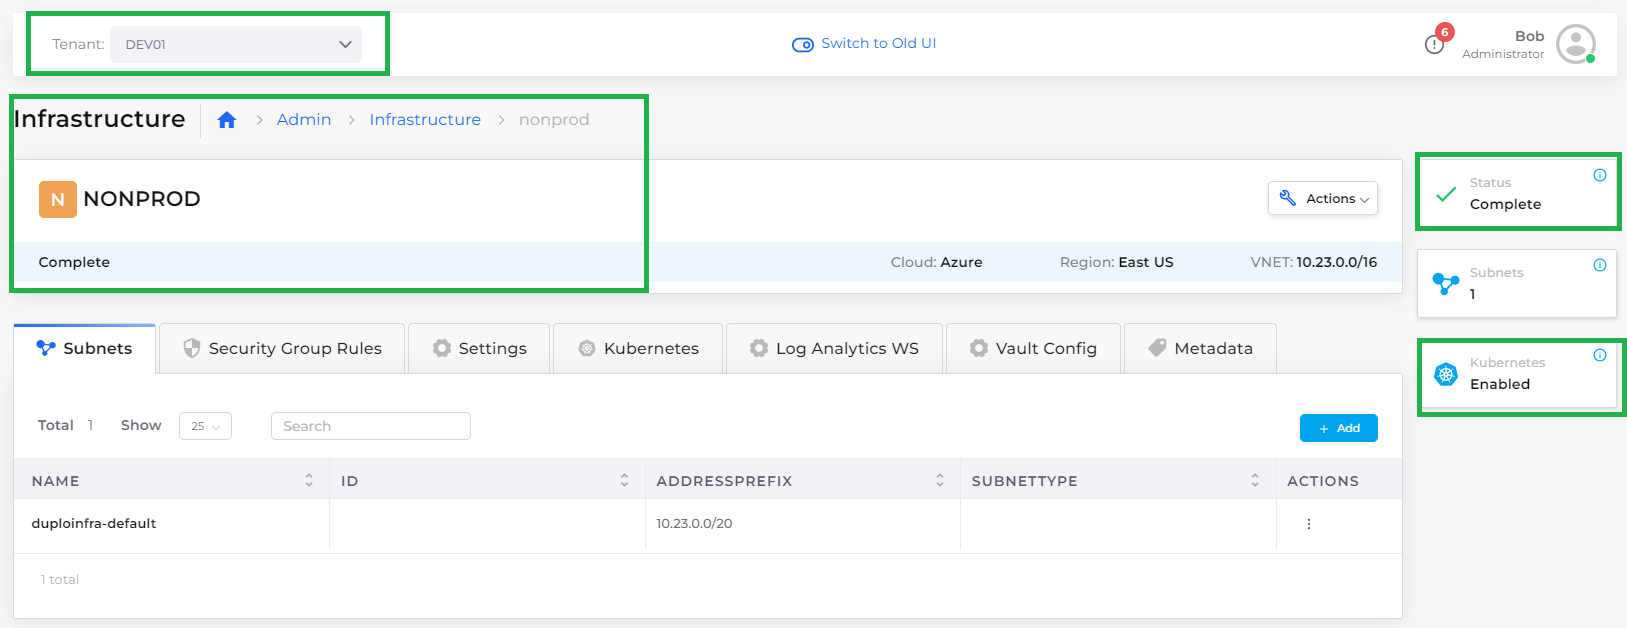 Tenant: DEV01
Switch to Old UI
6
Bob
Administrator
Infrastructure
Admin
Infrastructure
nonprod
N
NONPROD
Actions
Complete
Cloud: Azure
Region: East US
VNET: 10.23.0.0/16
Status
Complete
Subnets
1
Kubernetes
Enabled
Subnets
Security Group Rules
Settings
Kubernetes
Log Analytics WS
Vault Config
Metadata
Total 1 Show 25 Search
+ Add
NAME ID ADDRESSPREFIX SUBNETTYPE ACTIONS
duploinfra-default 10.23.0.0/20
1 total